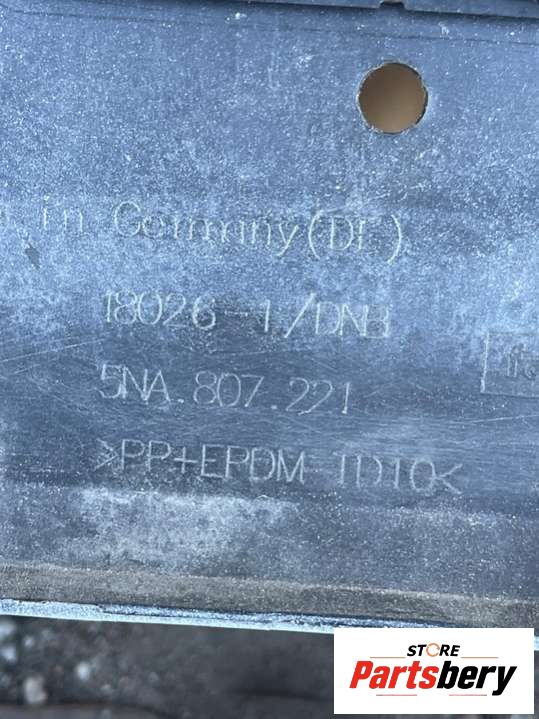 in Germany (DE)
18026-1/DNB
5NA.807.221
>PP+EPDM-TD10<
STORE
Partsbery